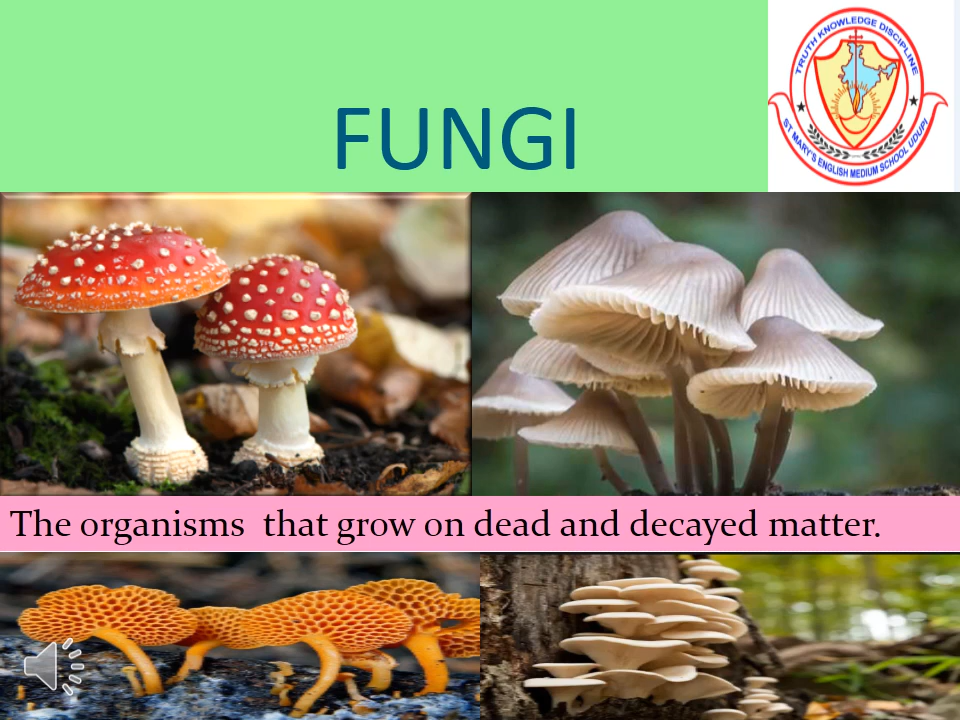 TRUTH KNOWLEDGE DISCIPLINE
ST MARY'S ENGLISH MEDIUM SCHOOL UDUPI
FUNGI
The organisms  that grow on dead and decayed matter.